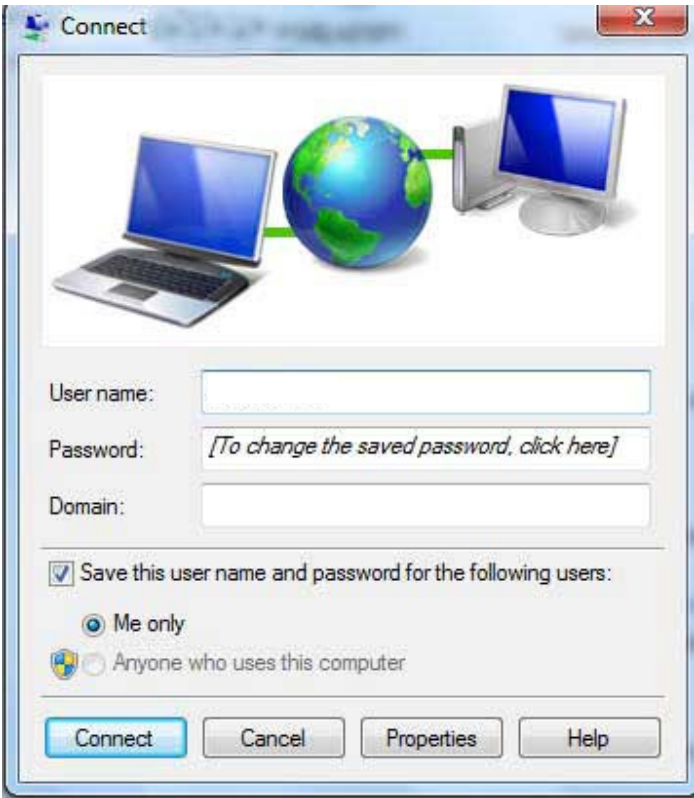 Connect
User name:
Password: [To change the saved password, click here]
Domain:
Save this user name and password for the following users:
Me only
Anyone who uses this computer
Connect Cancel Properties Help